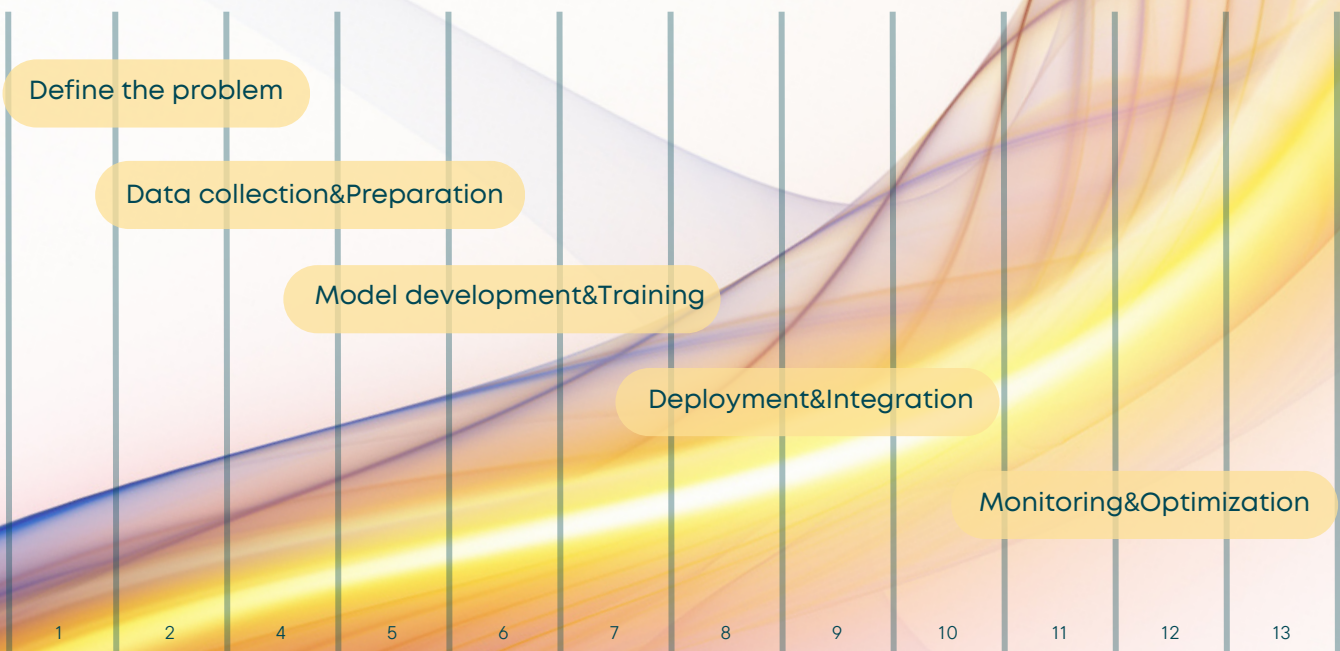 Define the problem
Data collection&Preparation
Model development&Training
Deployment&Integration
Monitoring&Optimization
1 2 4 5 6 7 8 9 10 11 12 13